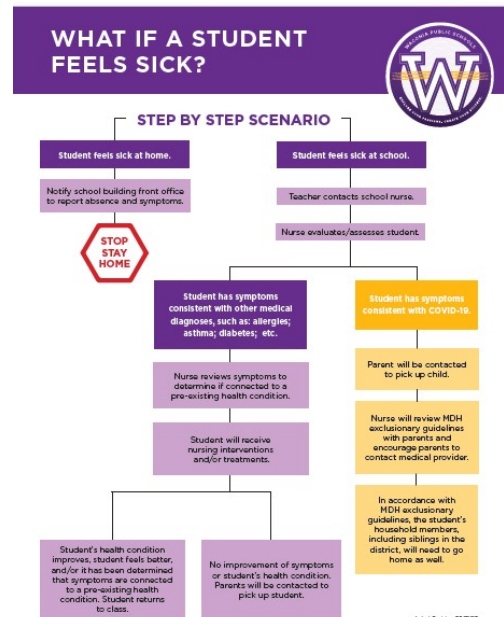 WHAT IF A STUDENT
FEELS SICK?
WACONIA PUBLIC SCHOOLS
W
STEP BY STEP SCENARIO
Student feels sick at home.
Notify school building front office
to report absence and symptoms.
STOP
STAY
HOME
Student feels sick at school.
Teacher contacts school nurse.
Nurse evaluates/assesses student.
Student has symptoms
consistent with other medical
diagnoses, such as: allergies;
asthma; diabetes; etc.
Nurse reviews symptoms to
determine if connected to a
pre-existing health condition.
Student will receive
nursing interventions
and/or treatments.
Student's health condition
improves, student feels better,
and/or it has been determined
that symptoms are connected
to a pre-existing health
condition. Student returns
to class.
No improvement of symptoms
or student's health condition.
Parents will be contacted to
pick up student.
Student has symptoms
consistent with COVID-19.
Parent will be contacted
to pick up child.
Nurse will review MDH
exclusionary guidelines
with parents and
encourage parents to
contact medical provider.
In accordance with
MDH exclusionary
guidelines, the student's
household members,
including siblings in the
district, will need to go
home as well.